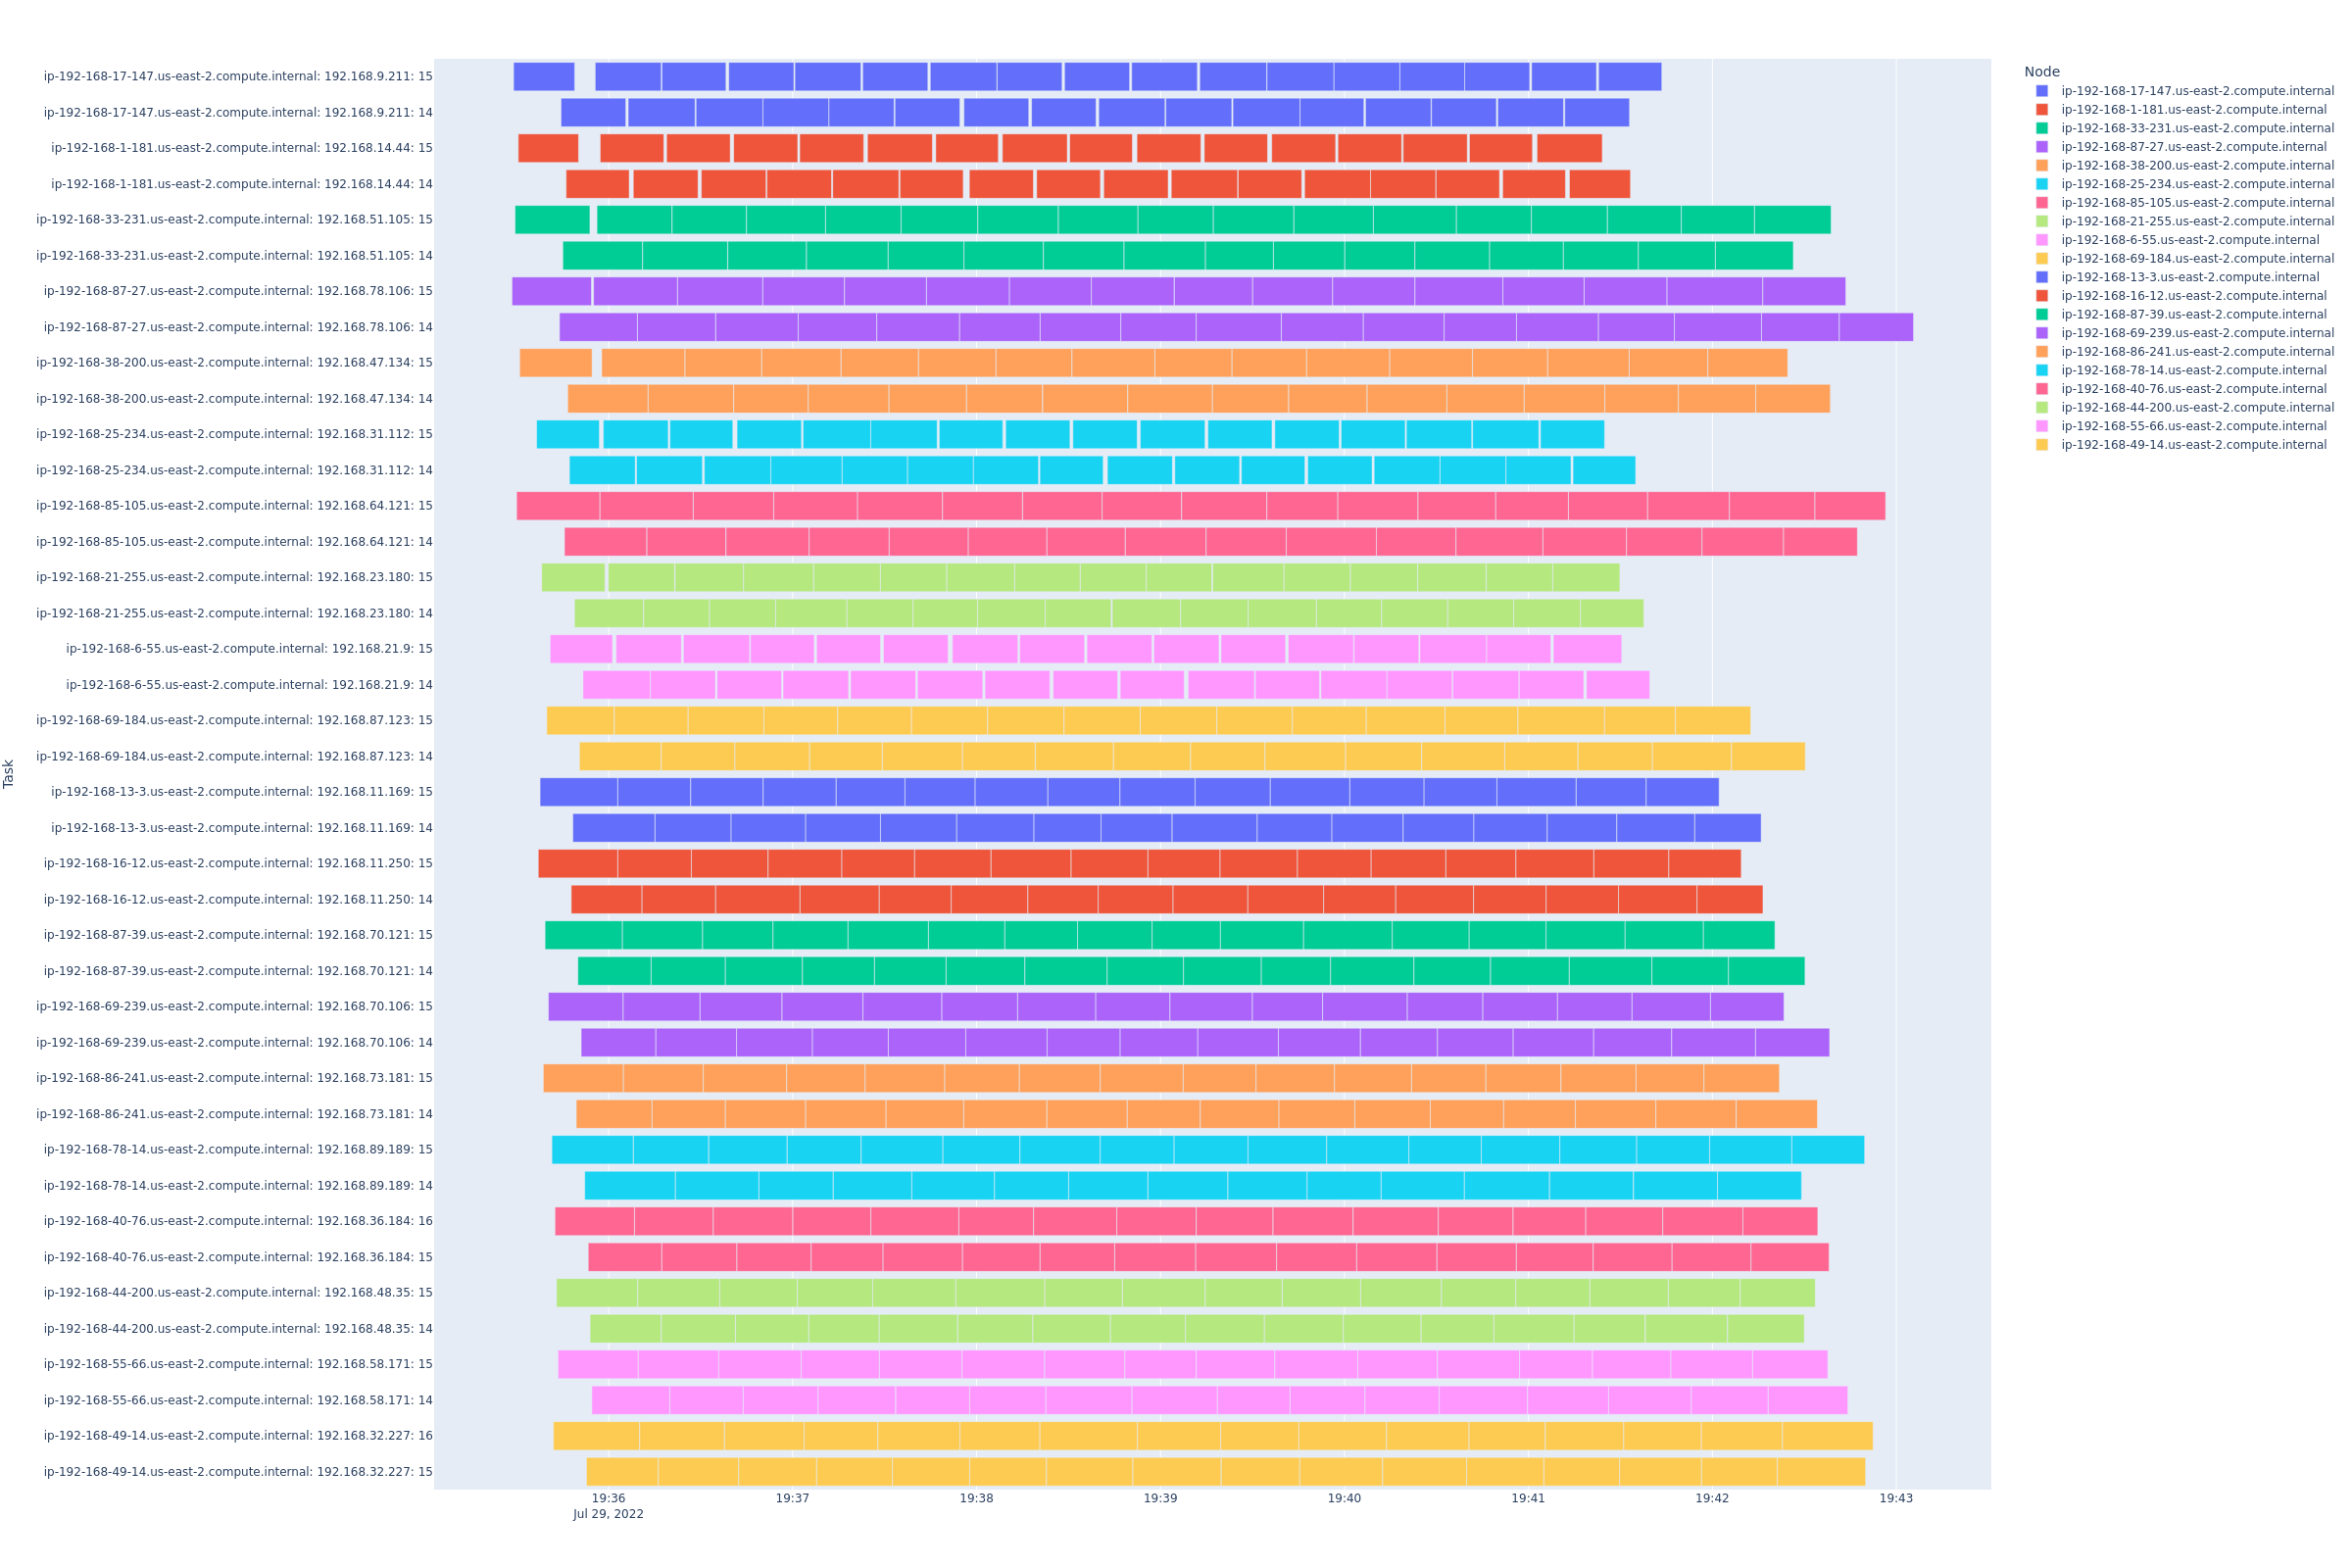 ip-192-168-17-147.us-east-2.compute.internal: 192.168.9.211: 15
ip-192-168-17-147.us-east-2.compute.internal: 192.168.9.211: 14
ip-192-168-1-181.us-east-2.compute.internal: 192.168.14.44: 15
ip-192-168-1-181.us-east-2.compute.internal: 192.168.14.44: 14
ip-192-168-33-231.us-east-2.compute.internal: 192.168.51.105: 15
ip-192-168-33-231.us-east-2.compute.internal: 192.168.51.105: 14
ip-192-168-87-27.us-east-2.compute.internal: 192.168.78.106: 15
ip-192-168-87-27.us-east-2.compute.internal: 192.168.78.106: 14
ip-192-168-38-200.us-east-2.compute.internal: 192.168.47.134: 15
ip-192-168-38-200.us-east-2.compute.internal: 192.168.47.134: 14
ip-192-168-25-234.us-east-2.compute.internal: 192.168.31.112: 15
ip-192-168-25-234.us-east-2.compute.internal: 192.168.31.112: 14
ip-192-168-85-105.us-east-2.compute.internal: 192.168.64.121: 15
ip-192-168-85-105.us-east-2.compute.internal: 192.168.64.121: 14
ip-192-168-21-255.us-east-2.compute.internal: 192.168.23.180: 15
ip-192-168-21-255.us-east-2.compute.internal: 192.168.23.180: 14
ip-192-168-6-55.us-east-2.compute.internal: 192.168.21.9: 15
ip-192-168-6-55.us-east-2.compute.internal: 192.168.21.9: 14
ip-192-168-69-184.us-east-2.compute.internal: 192.168.87.123: 15
ip-192-168-69-184.us-east-2.compute.internal: 192.168.87.123: 14
ip-192-168-13-3.us-east-2.compute.internal: 192.168.11.169: 15
ip-192-168-13-3.us-east-2.compute.internal: 192.168.11.169: 14
ip-192-168-16-12.us-east-2.compute.internal: 192.168.11.250: 15
ip-192-168-16-12.us-east-2.compute.internal: 192.168.11.250: 14
ip-192-168-87-39.us-east-2.compute.internal: 192.168.70.121: 15
ip-192-168-87-39.us-east-2.compute.internal: 192.168.70.121: 14
ip-192-168-69-239.us-east-2.compute.internal: 192.168.70.106: 15
ip-192-168-69-239.us-east-2.compute.internal: 192.168.70.106: 14
ip-192-168-86-241.us-east-2.compute.internal: 192.168.73.181: 15
ip-192-168-86-241.us-east-2.compute.internal: 192.168.73.181: 14
ip-192-168-78-14.us-east-2.compute.internal: 192.168.89.189: 15
ip-192-168-78-14.us-east-2.compute.internal: 192.168.89.189: 14
ip-192-168-40-76.us-east-2.compute.internal: 192.168.36.184: 16
ip-192-168-40-76.us-east-2.compute.internal: 192.168.36.184: 15
ip-192-168-44-200.us-east-2.compute.internal: 192.168.48.35: 15
ip-192-168-44-200.us-east-2.compute.internal: 192.168.48.35: 14
ip-192-168-55-66.us-east-2.compute.internal: 192.168.58.171: 15
ip-192-168-55-66.us-east-2.compute.internal: 192.168.58.171: 14
ip-192-168-49-14.us-east-2.compute.internal: 192.168.32.227: 16
ip-192-168-49-14.us-east-2.compute.internal: 192.168.32.227: 15
Task
19:36
Jul 29, 2022
19:37
19:38
19:39
19:40
19:41
19:42
19:43
Node
ip-192-168-17-147.us-east-2.compute.internal
ip-192-168-1-181.us-east-2.compute.internal
ip-192-168-33-231.us-east-2.compute.internal
ip-192-168-87-27.us-east-2.compute.internal
ip-192-168-38-200.us-east-2.compute.internal
ip-192-168-25-234.us-east-2.compute.internal
ip-192-168-85-105.us-east-2.compute.internal
ip-192-168-21-255.us-east-2.compute.internal
ip-192-168-6-55.us-east-2.compute.internal
ip-192-168-69-184.us-east-2.compute.internal
ip-192-168-13-3.us-east-2.compute.internal
ip-192-168-16-12.us-east-2.compute.internal
ip-192-168-87-39.us-east-2.compute.internal
ip-192-168-69-239.us-east-2.compute.internal
ip-192-168-86-241.us-east-2.compute.internal
ip-192-168-78-14.us-east-2.compute.internal
ip-192-168-40-76.us-east-2.compute.internal
ip-192-168-44-200.us-east-2.compute.internal
ip-192-168-55-66.us-east-2.compute.internal
ip-192-168-49-14.us-east-2.compute.internal